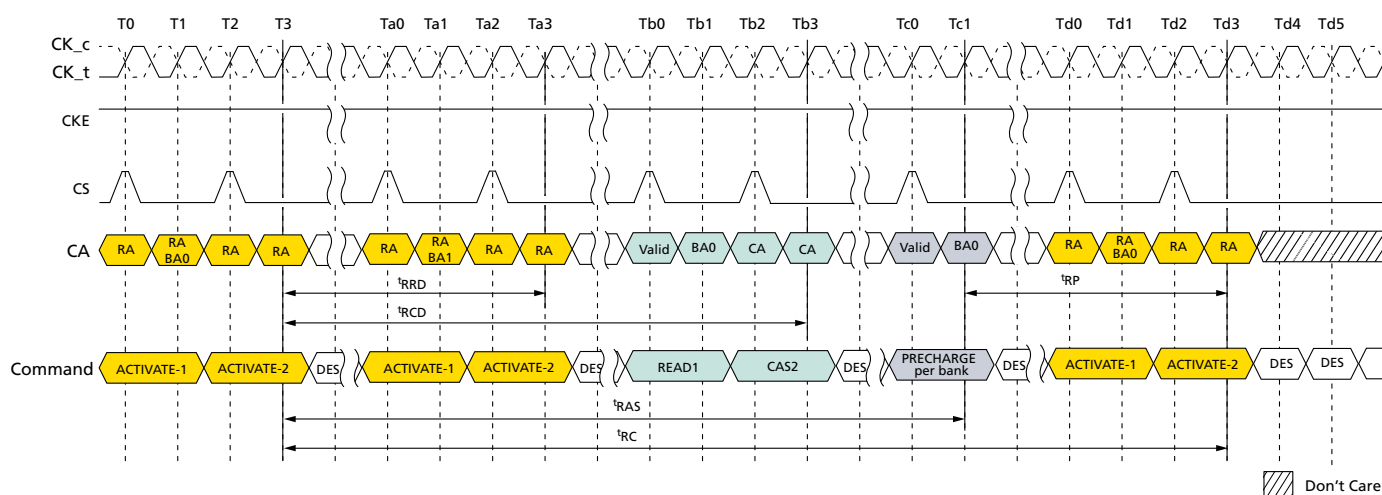 T0 T1 T2 T3 Ta0 Ta1 Ta2 Ta3 Tb0 Tb1 Tb2 Tb3 Tc0 Tc1 Td0 Td1 Td2 Td3 Td4 Td5
CK_c
CK_t
CKE
CS
CA RA RA BA0 RA RA RA RA BA1 RA RA Valid BA0 CA CA Valid BA0 RA RA BA0 RA RA
tRRD tRP
tRCD
Command ACTIVATE-1 ACTIVATE-2 DES ACTIVATE-1 ACTIVATE-2 DES READ1 CAS2 DES PRECHARGE per bank DES ACTIVATE-1 ACTIVATE-2 DES DES
tRAS
tRC
Don't Care